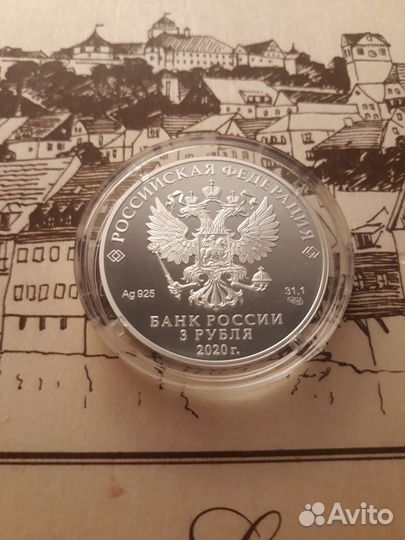 РОССИЙСКАЯ ФЕДЕРАЦИЯ
Ag 925
31.1
БАНК РОССИИ
3 РУБЛЯ
2020 г.
Avito